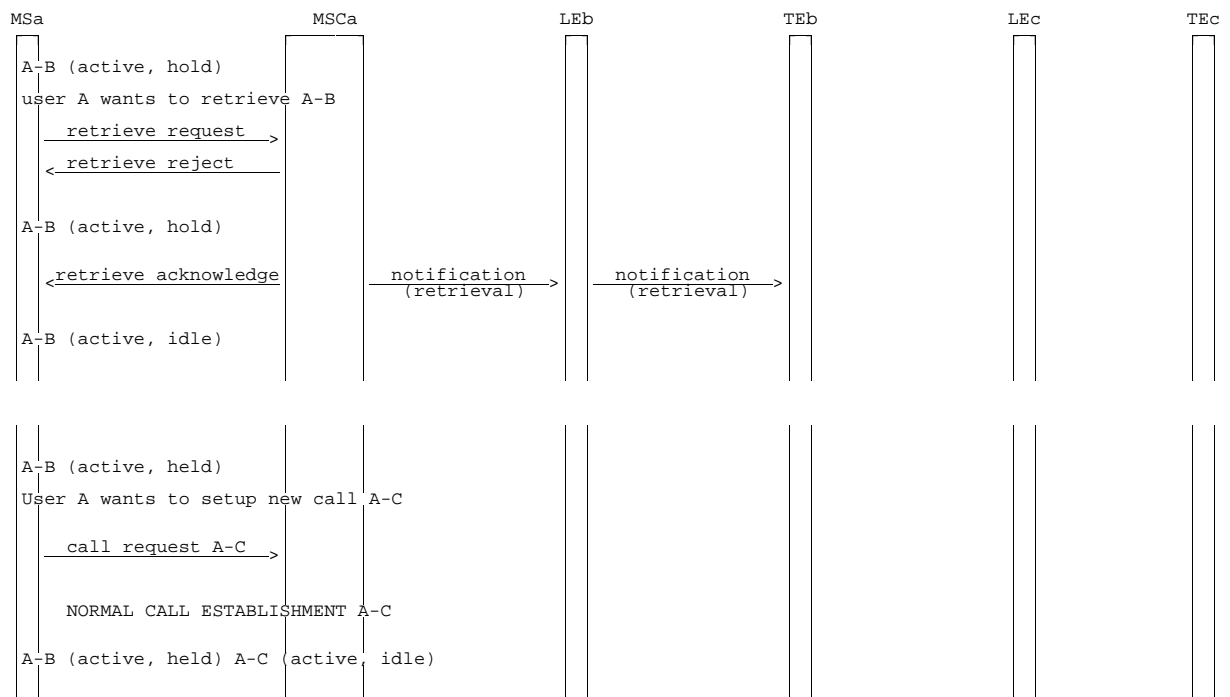 MSa MSCa LEb TEb LEc TEc
A-B (active, hold)
user A wants to retrieve A-B
retrieve request
retrieve reject
A-B (active, hold)
retrieve acknowledge notification notification
(retrieval) (retrieval)
A-B (active, idle)
A-B (active, held)
User A wants to setup new call A-C
call request A-C
NORMAL CALL ESTABLISHMENT A-C
A-B (active, held) A-C (active, idle)